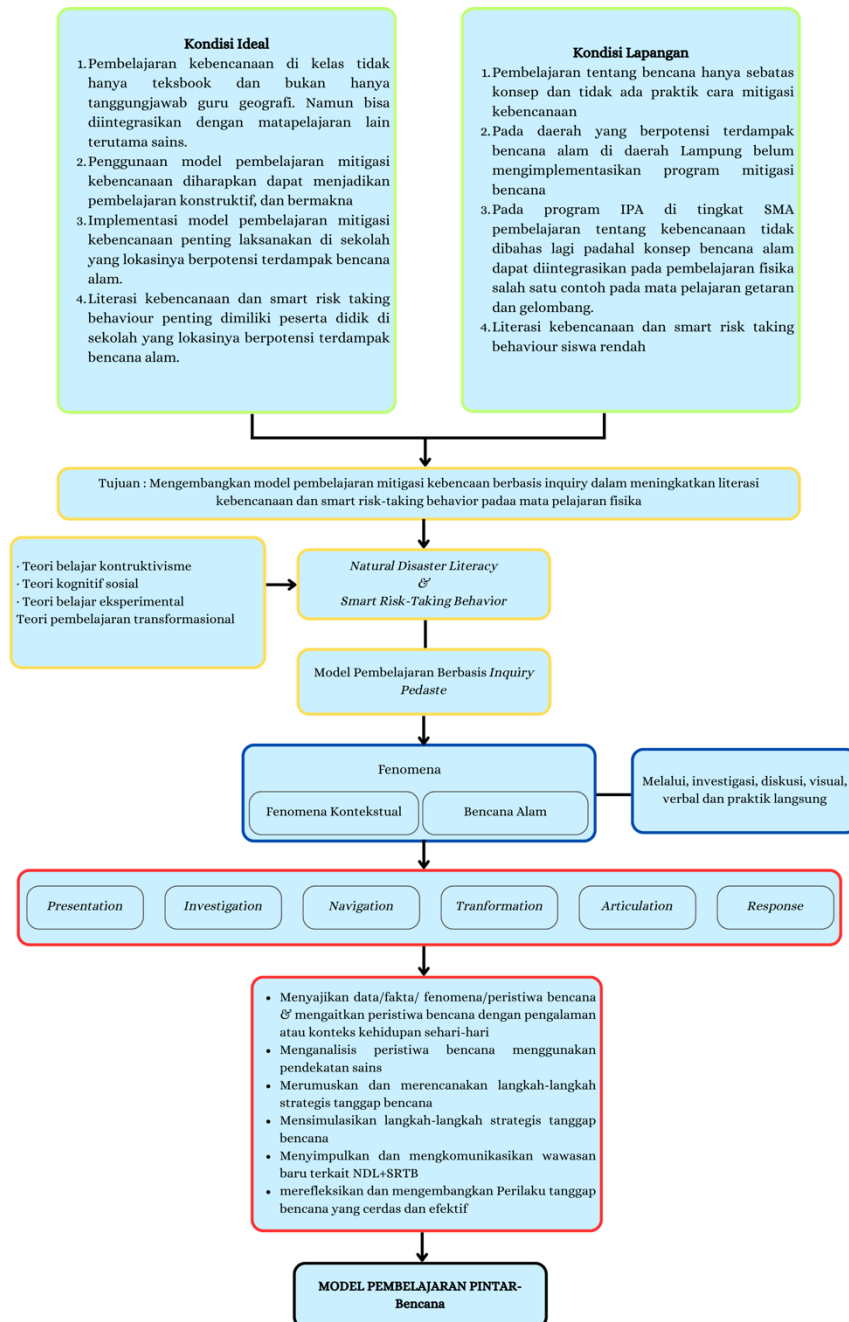 Kondisi Ideal
1. Pembelajaran kebencanaan di kelas tidak
hanya teksbook dan bukan hanya
tanggungjawab guru geografi. Namun bisa
diintegrasikan dengan matapelajaran lain
terutama sains.
2. Penggunaan model pembelajaran mitigasi
kebencanaan diharapkan dapat menjadikan
pembelajaran konstruktif, dan bermakna
3. Implementasi model pembelajaran mitigasi
kebencanaan penting laksanakan di sekolah
yang lokasinya berpotensi terdampak bencana
alam.
4. Literasi kebencanaan dan smart risk taking
behaviour penting dimiliki peserta didik di
sekolah yang lokasinya berpotensi terdampak
bencana alam.
Kondisi Lapangan
1. Pembelajaran tentang bencana hanya sebatas
konsep dan tidak ada praktik cara mitigasi
kebencanaan
2. Pada daerah yang berpotensi terdampak
bencana alam di daerah Lampung belum
mengimplementasikan program mitigasi
bencana
3. Pada program IPA di tingkat SMA
pembelajaran tentang kebencanaan tidak
dibahas lagi padahal konsep bencana alam
dapat diintegrasikan pada pembelajaran fisika
salah satu contoh pada mata pelajaran getaran
dan gelombang.
4. Literasi kebencanaan dan smart risk taking
behaviour siswa rendah
Tujuan : Mengembangkan model pembelajaran mitigasi kebencaan berbasis inquiry dalam meningkatkan literasi
kebencanaan dan smart risk-taking behavior padaa mata pelajaran fisika
· Teori belajar kontruktivisme
· Teori kognitif sosial
· Teori belajar eksperimental
Teori pembelajaran transformasional
Natural Disaster Literacy
&
Smart Risk-Taking Behavior
Model Pembelajaran Berbasis Inquiry
Pedaste
Fenomena
Fenomena Kontekstual
Bencana Alam
Melalui, investigasi, diskusi, visual,
verbal dan praktik langsung
Presentation
Investigation
Navigation
Tranformation
Articulation
Response
• Menyajikan data/fakta/ fenomena/peristiwa bencana
& mengaitkan peristiwa bencana dengan pengalaman
atau konteks kehidupan sehari-hari
• Menganalisis peristiwa bencana menggunakan
pendekatan sains
• Merumuskan dan merencanakan langkah-langkah
strategis tanggap bencana
• Mensimulasikan langkah-langkah strategis tanggap
bencana
• Menyimpulkan dan mengkomunikasikan wawasan
baru terkait NDL+SRTB
• merefleksikan dan mengembangkan Perilaku tanggap
bencana yang cerdas dan efektif
MODEL PEMBELAJARAN PINTAR-
Bencana